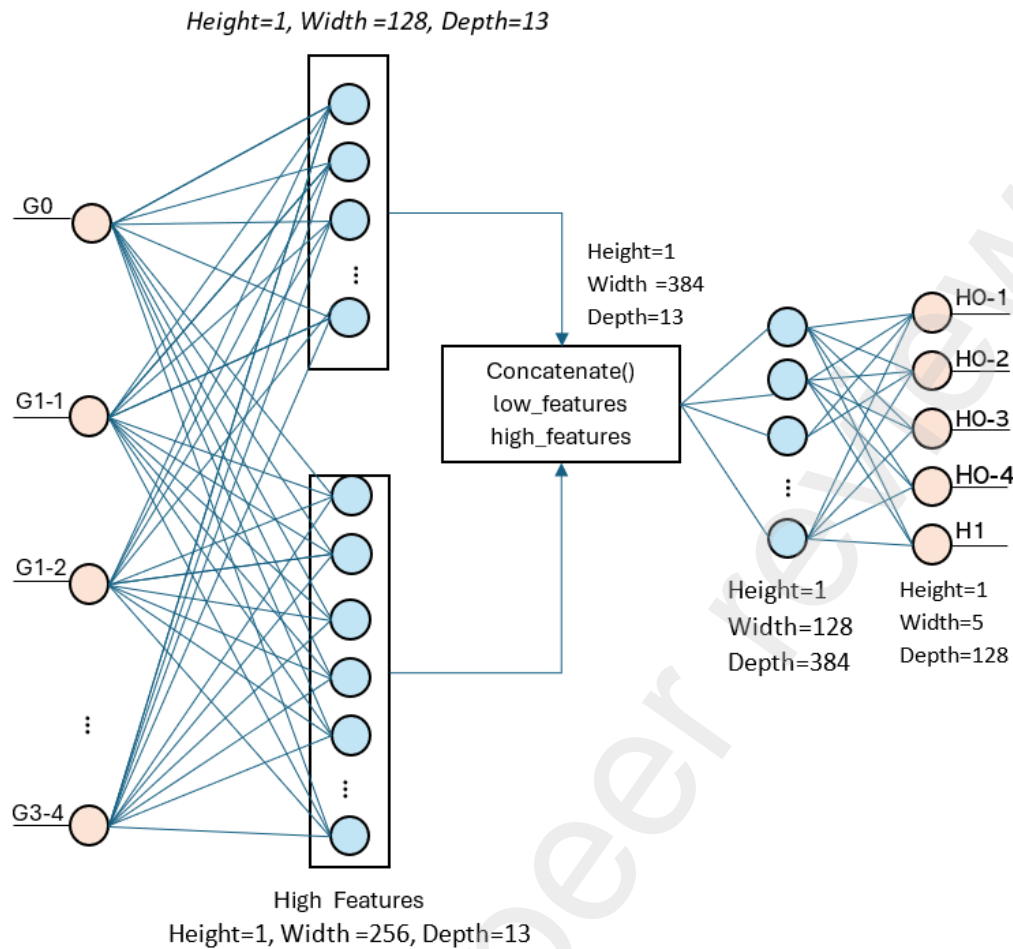 Height=1, Width =128, Depth=13
G0
G1-1
G1-2
...
G3-4
...
...
High Features
Height=1, Width =256, Depth=13
Height=1
Width =384
Depth=13
Concatenate()
low_features
high_features
...
Height=1
Width=128
Depth=384
H0-1
H0-2
H0-3
H0-4
H1
Height=1
Width=5
Depth=128
peer review